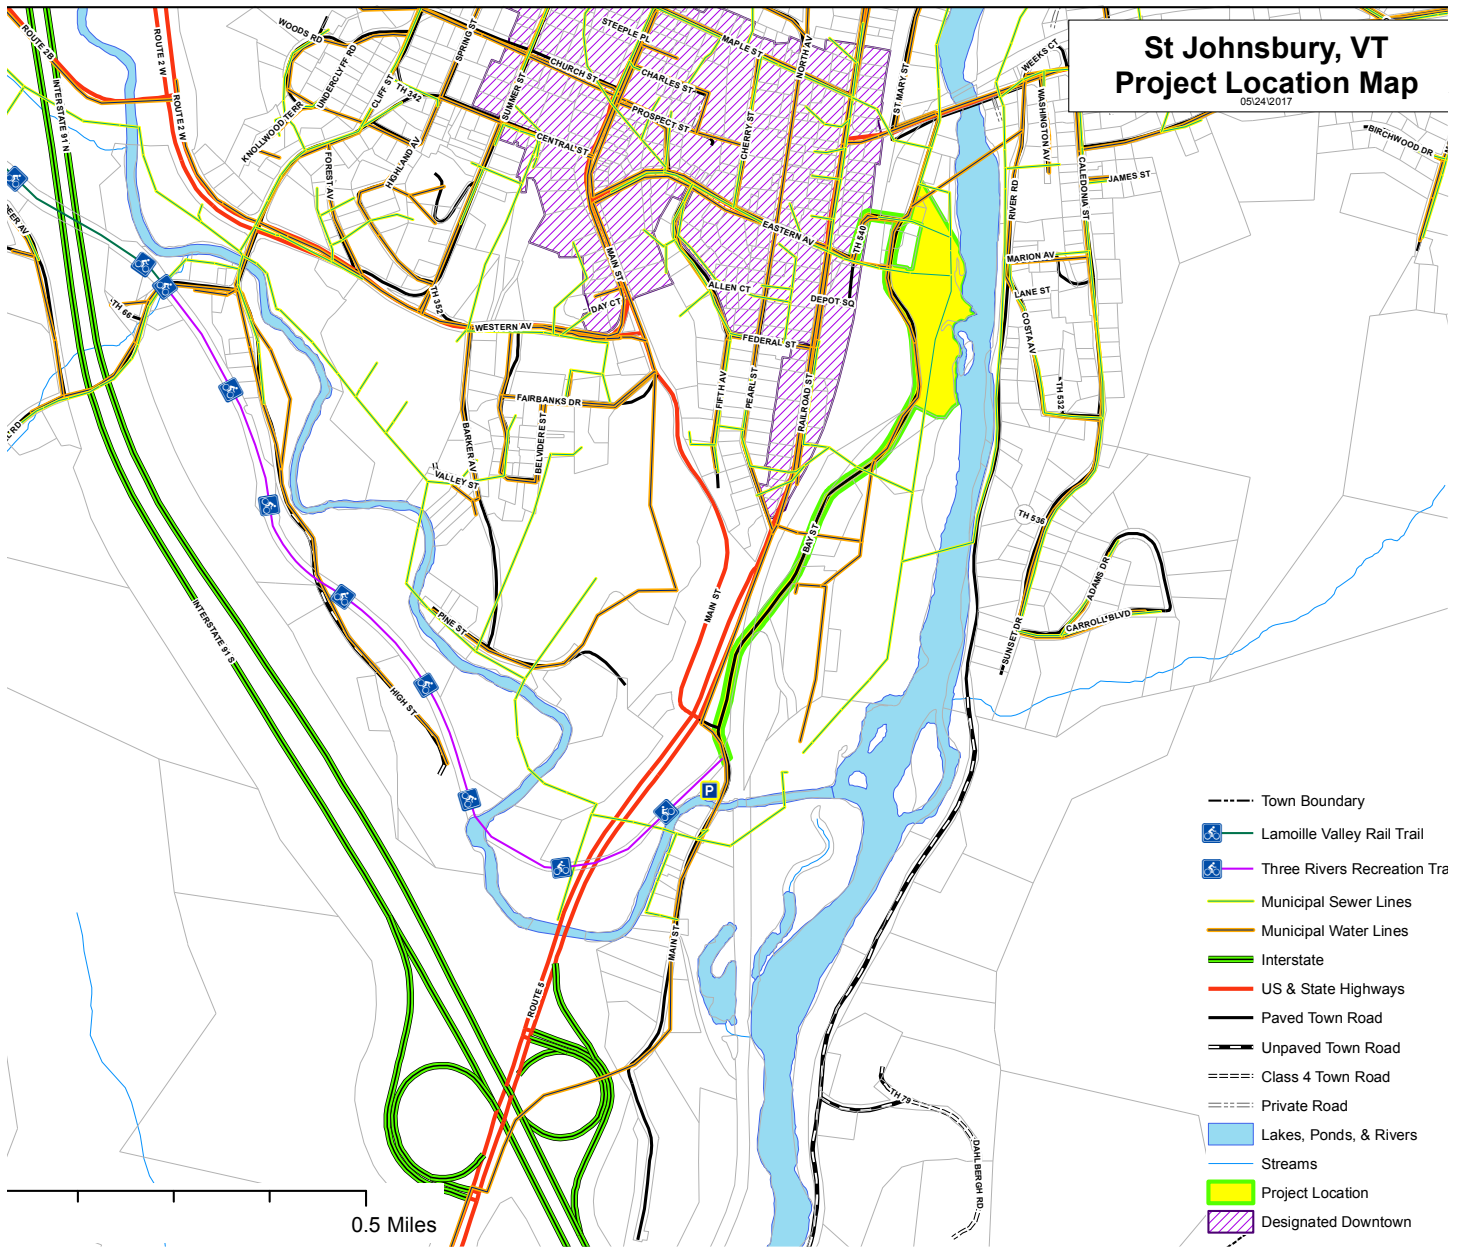 St Johnsbury, VT
Project Location Map
05\24\2017
ROUTE 2B
INTERSTATE 91 N
ROUTE 2 W
ROUTE 2 W
WOODS RD
UNDERCLYFF RD
CLIFF ST
TH 342
SPRING ST
SUMMER ST
STEEPLE PL
CHURCH ST
CHARLES ST
PROSPECT ST
MAPLE ST
NORTH AV
CHERRY ST
ST MARY ST
WEEKS CT
WASHINGTON AV
CALEDONIA ST
JAMES ST
BIRCHWOOD DR
KNOLLWOOD TERR
FOREST AV
HIGHLAND AV
CENTRAL ST
RIVER RD
EASTERN AV
TH 540
MARION AV
LANE ST
COSTA AV
TH 532
MAIN ST
DAY CT
ALLEN CT
DEPOT SQ
TH 352
TH 66
WESTERN AV
FEDERAL ST
FAIRBANKS DR
FIFTH AV
PEARL ST
RAILROAD ST
BARKER AV
BELVIDERE ST
VALLEY ST
BAY ST
TH 536
ADAMS DR
CARROLL BLVD
SUNSET DR
PINE ST
MAIN ST
INTERSTATE 91 S
HIGH ST
P
MAIN ST
ROUTE 5
TH 79
DAHLBERGH RD
Town Boundary
Lamoille Valley Rail Trail
Three Rivers Recreation Tra
Municipal Sewer Lines
Municipal Water Lines
Interstate
US & State Highways
Paved Town Road
Unpaved Town Road
Class 4 Town Road
Private Road
Lakes, Ponds, & Rivers
Streams
Project Location
Designated Downtown
0.5 Miles